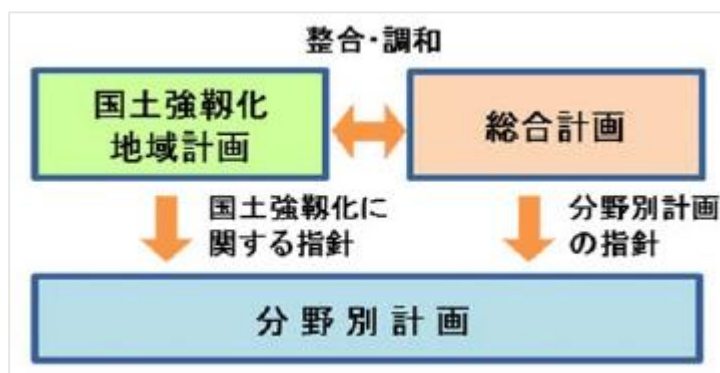 整合・調和
国土強靱化
地域計画
総合計画
国土強靱化に
関する指針
分野別計画
の指針
分野別計画